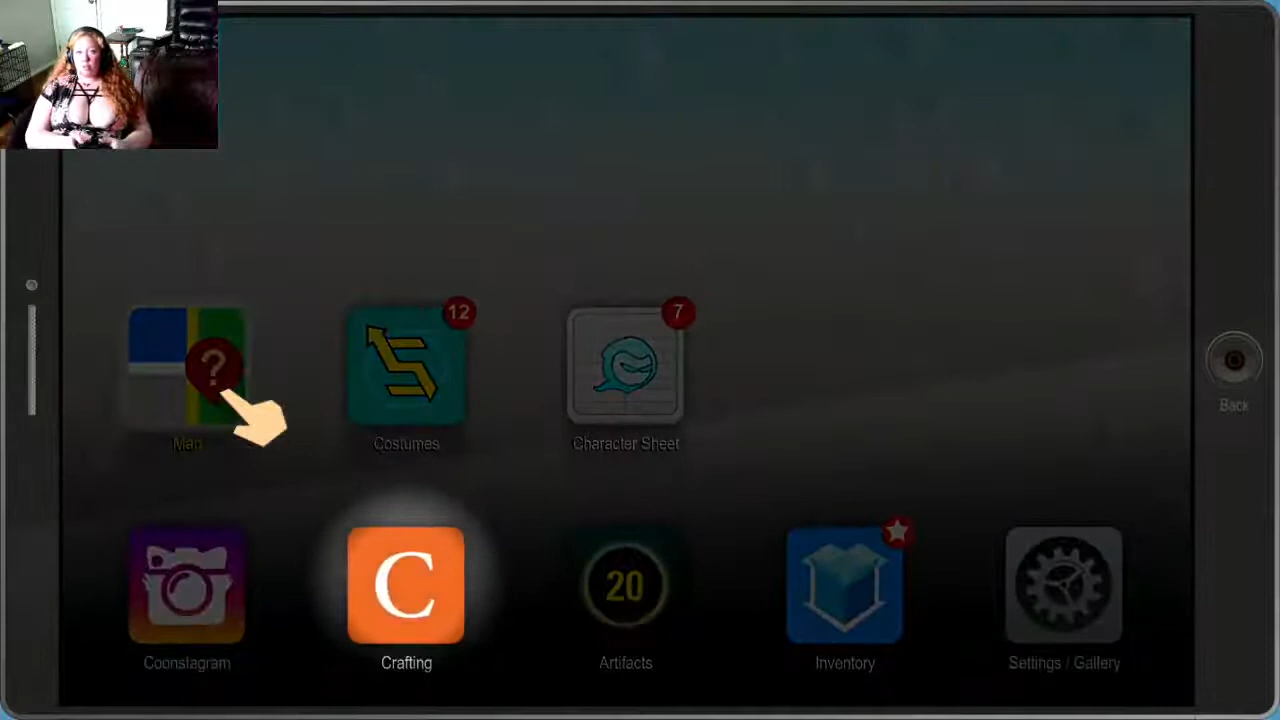 12
7
?
Map
Costumes
Character Sheet
Back
C
20
Coonstagram
Crafting
Artifacts
Inventory
Settings / Gallery